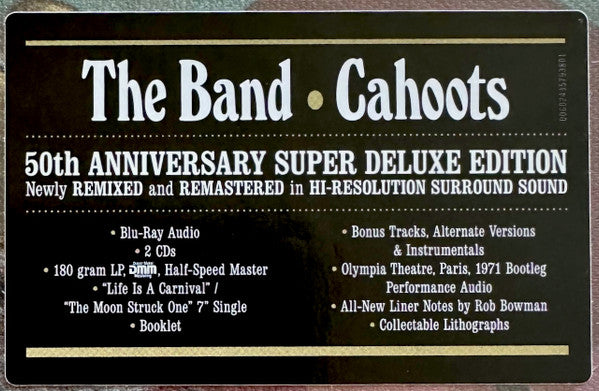 The Band • Cahoots
50th ANNIVERSARY SUPER DELUXE EDITION
Newly REMIXED and REMASTERED in HI-RESOLUTION SURROUND SOUND
• Blu-Ray Audio
• 2 CDs
• 180 gram LP, DMM, Half-Speed Master
• “Life Is A Carnival” /
“The Moon Struck One” 7” Single
• Booklet
• Bonus Tracks, Alternate Versions
& Instrumentals
• Olympia Theatre, Paris, 1971 Bootleg
Performance Audio
• All-New Liner Notes by Rob Bowman
• Collectable Lithographs